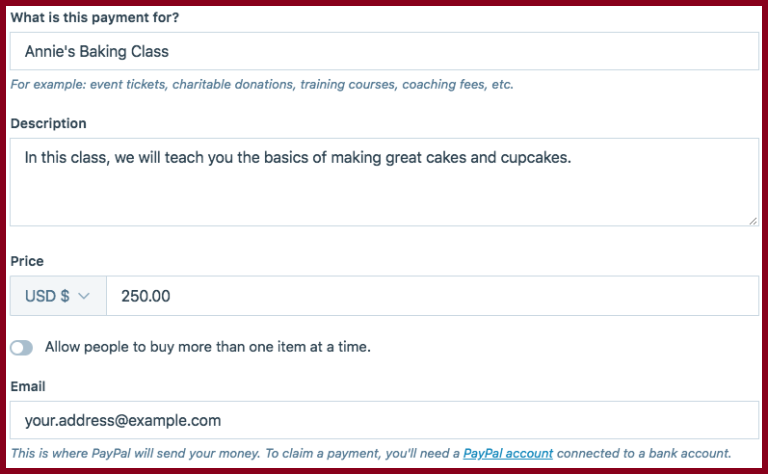 What is this payment for?
Annie's Baking Class
For example: event tickets, charitable donations, training courses, coaching fees, etc.
Description
In this class, we will teach you the basics of making great cakes and cupcakes.
Price
USD $ 250.00
Allow people to buy more than one item at a time.
Email
your.address@example.com
This is where PayPal will send your money. To claim a payment, you'll need a PayPal account connected to a bank account.